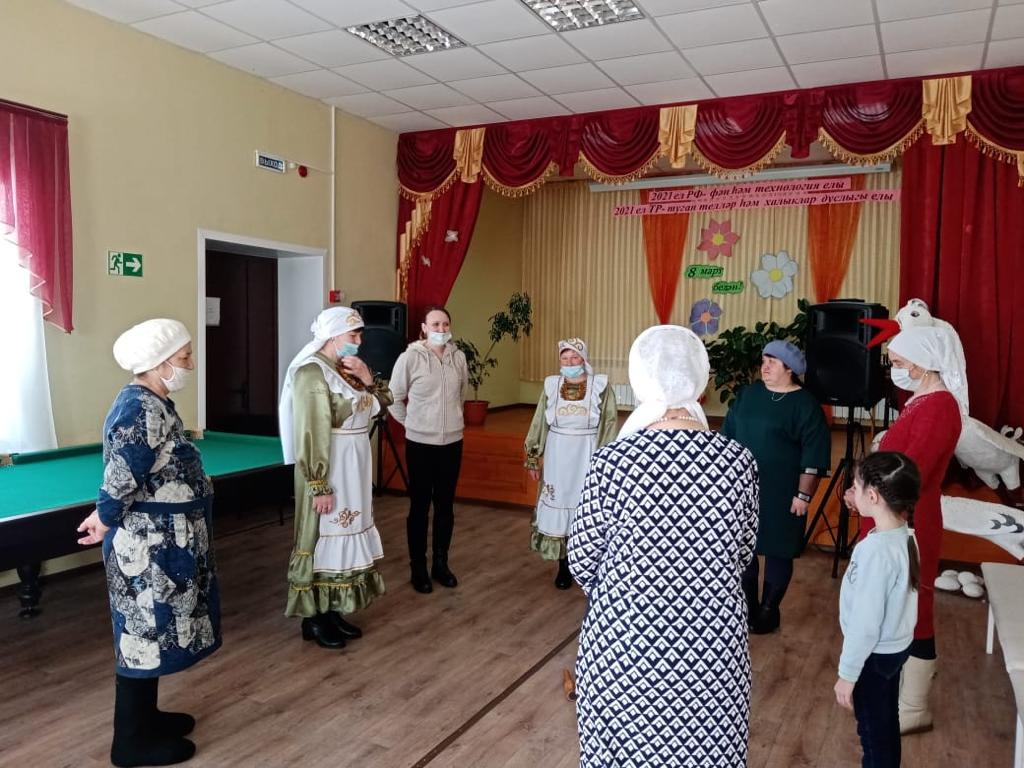 ВЫХОД
2021 ел РФ- фән һәм технология елы
2021 ел ТР- туган телләр һәм халыклар дуслыгы елы
8 март
белән!